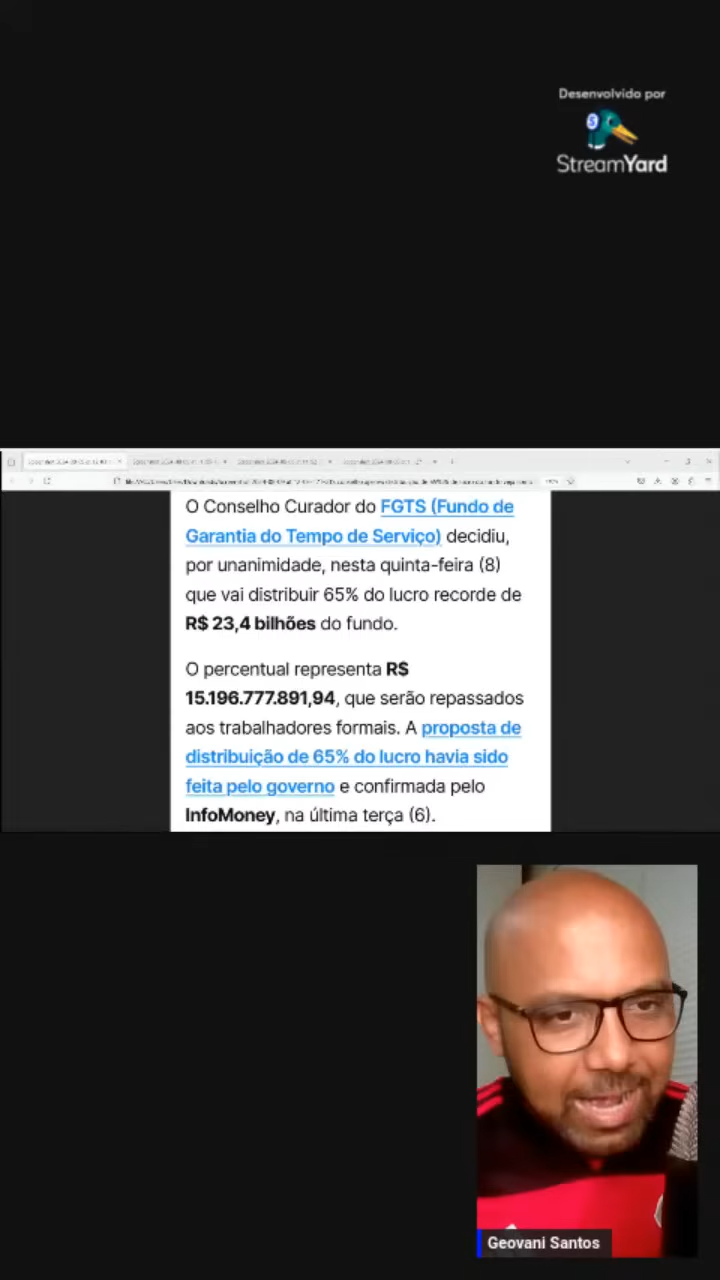 Desenvolvido por
StreamYard
O Conselho Curador do FGTS (Fundo de
Garantia do Tempo de Serviço) decidiu,
por unanimidade, nesta quinta-feira (8)
que vai distribuir 65% do lucro recorde de
R$ 23,4 bilhões do fundo.
O percentual representa R$
15.196.777.891,94, que serão repassados
aos trabalhadores formais. A proposta de
distribuição de 65% do lucro havia sido
feita pelo governo e confirmada pelo
InfoMoney, na última terça (6).
Geovani Santos